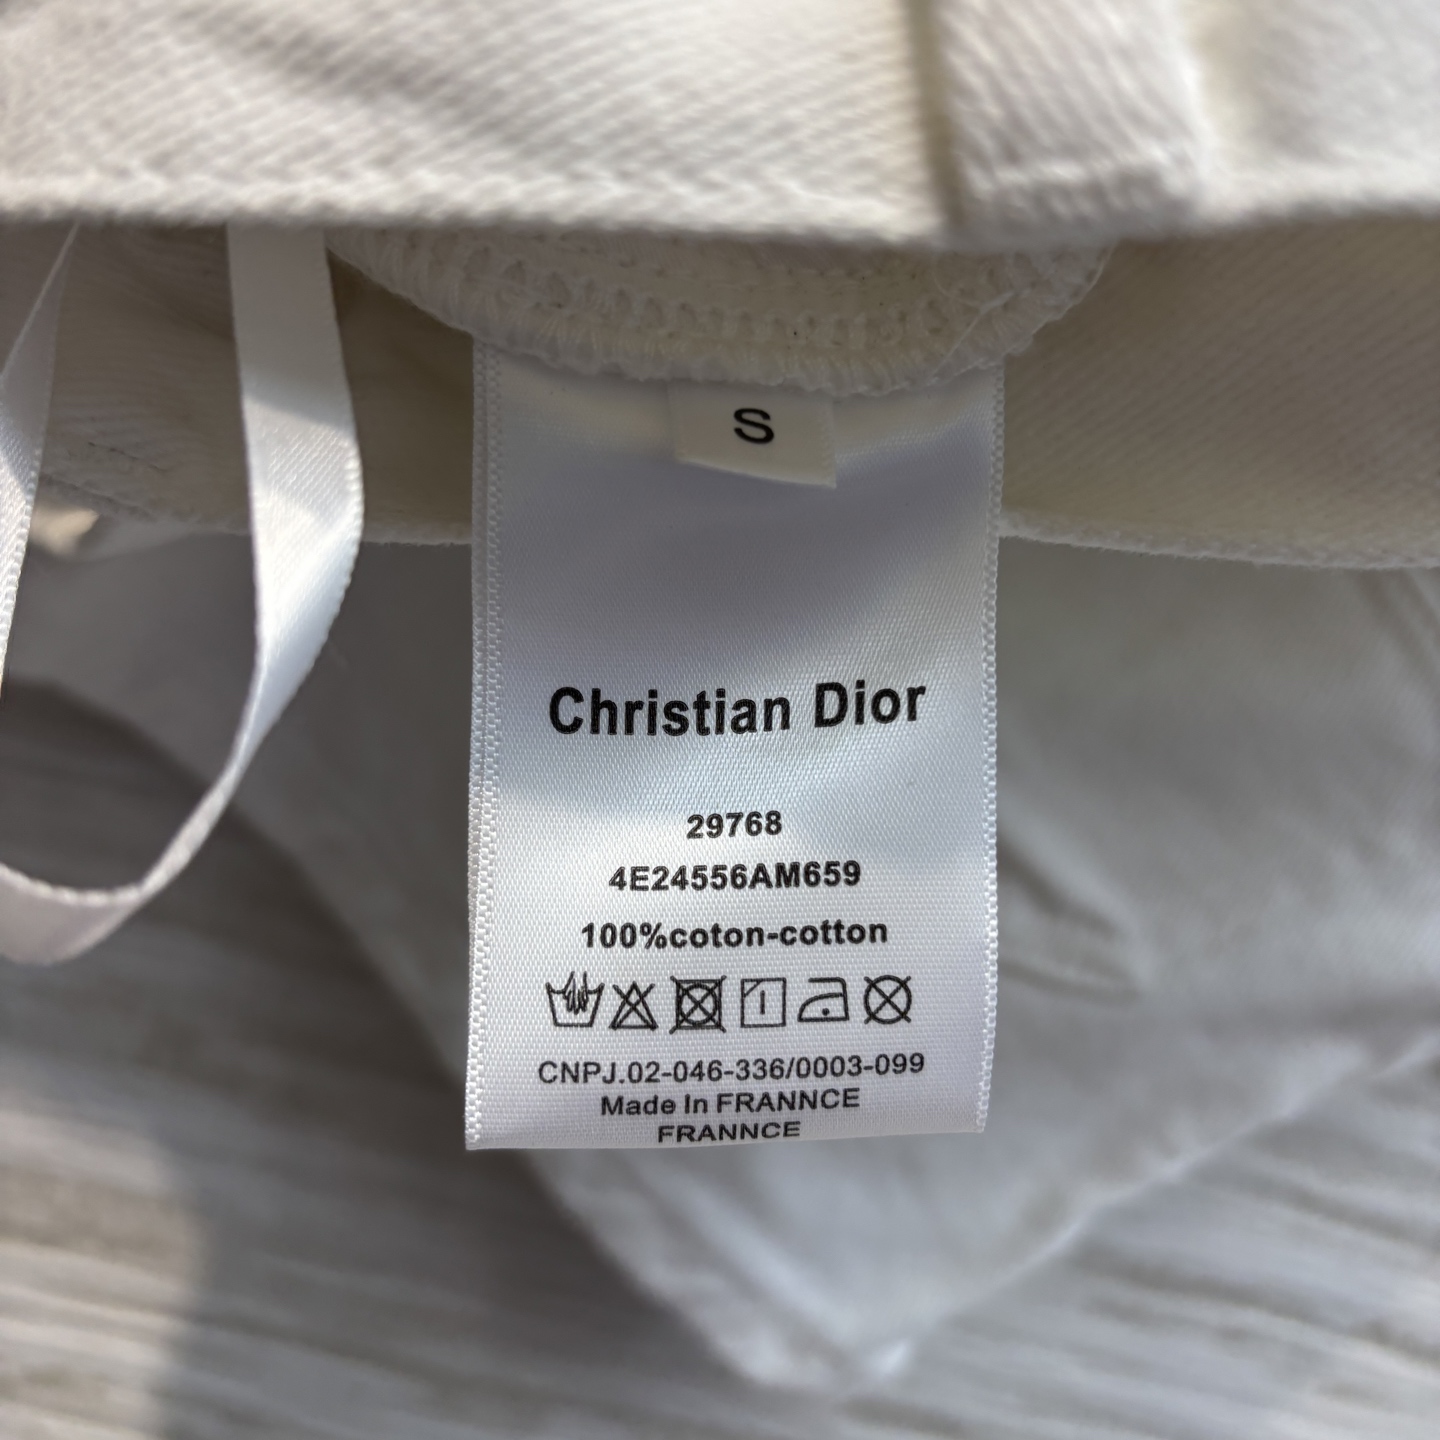 S
Christian Dior
29768
4E24556AM659
100%coton-cotton
CNPJ.02-046-336/0003-099
Made In FRANNCE
FRANNCE